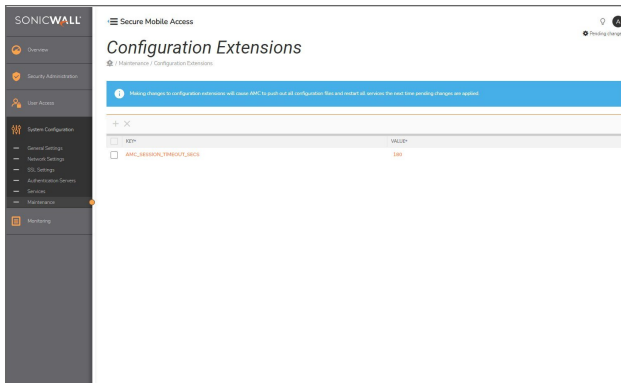 SONICWALL
Secure Mobile Access
A
Pending change
Configuration Extensions
/ Maintenance / Configuration Extensions
Making changes to configuration extensions will cause AMC to push out all configuration files and restart all services the next time pending changes are applied.
Overview
Security Administration
User Access
System Configuration
General Settings
Network Settings
SSL Settings
Authentication Servers
Services
Maintenance
Monitoring
KEY VALUE
AMC_SESSION_TIMEOUT_SECS